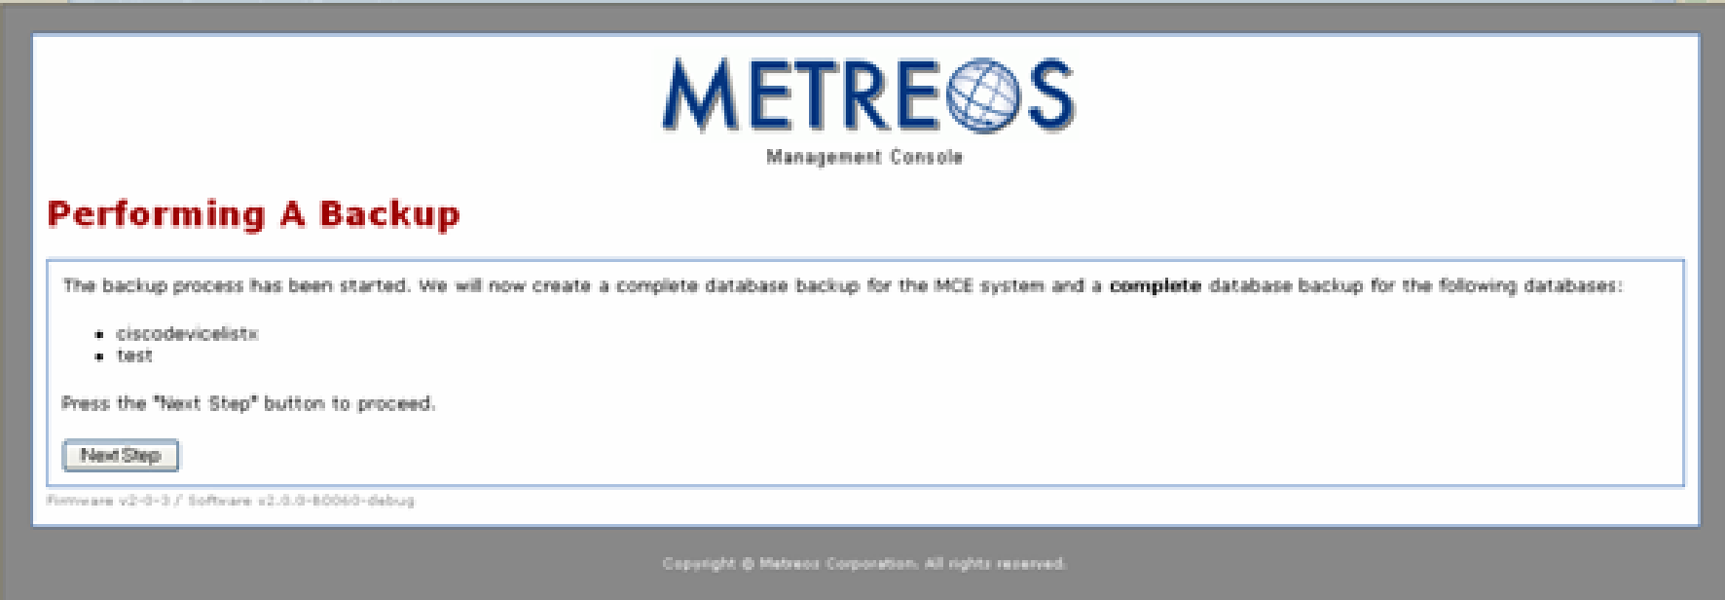 METREOS
Management Console
Performing A Backup
The backup process has been started. We will now create a complete database backup for the MCE system and a complete database backup for the following databases:
ciscodevicelistx
test
Press the "Next Step" button to proceed.
Next Step
Firmware v2-0-3 / Software v2.0.0-B0060-debug
Copyright © Metreos Corporation. All rights reserved.